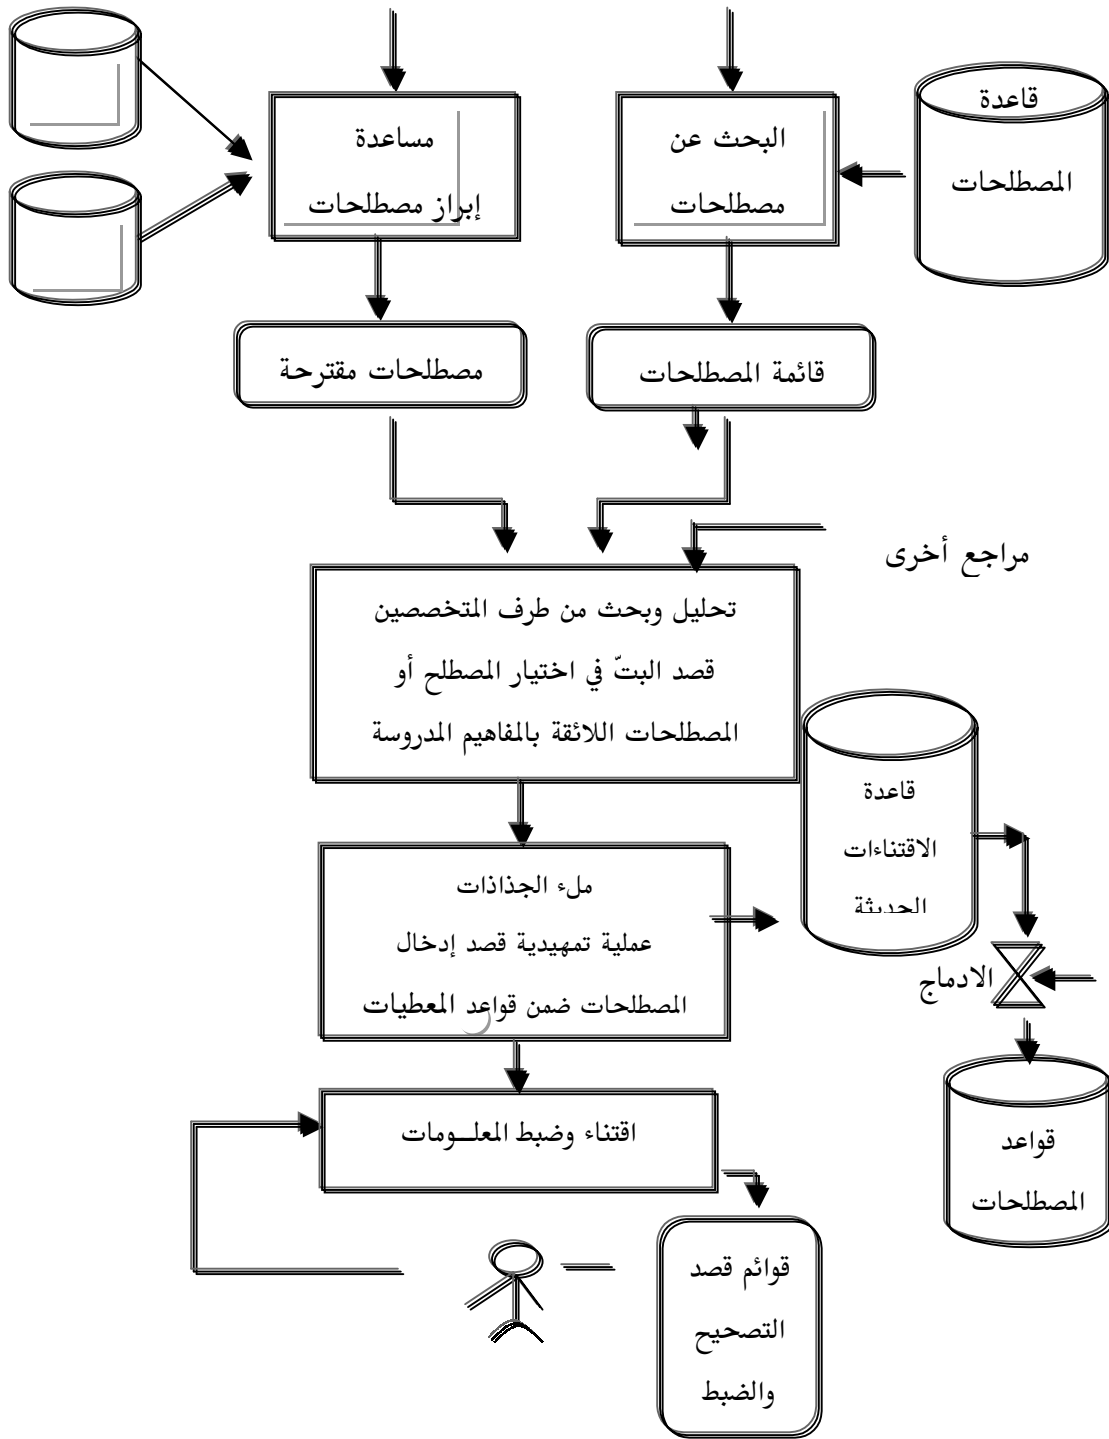 قاعدة
المصطلحات
البحث عن
مصطلحات
مساعدة
إبراز مصطلحات
قائمة المصطلحات
مصطلحات مقترحة
مراجع أخرى
تحليل وبحث من طرف المتخصصين
قصد البتّ في اختيار المصطلح أو
المصطلحات اللائقة بالمفاهيم المدروسة
قاعدة
الاقتناءات
الحديثة
ملء الجذاذات
عملية تمهيدية قصد إدخال
المصطلحات ضمن قواعد المعطيات
الادماج
اقتناء وضبط المعلـومات
قواعد
المصطلحات
قوائم قصد
التصحيح
والضبط